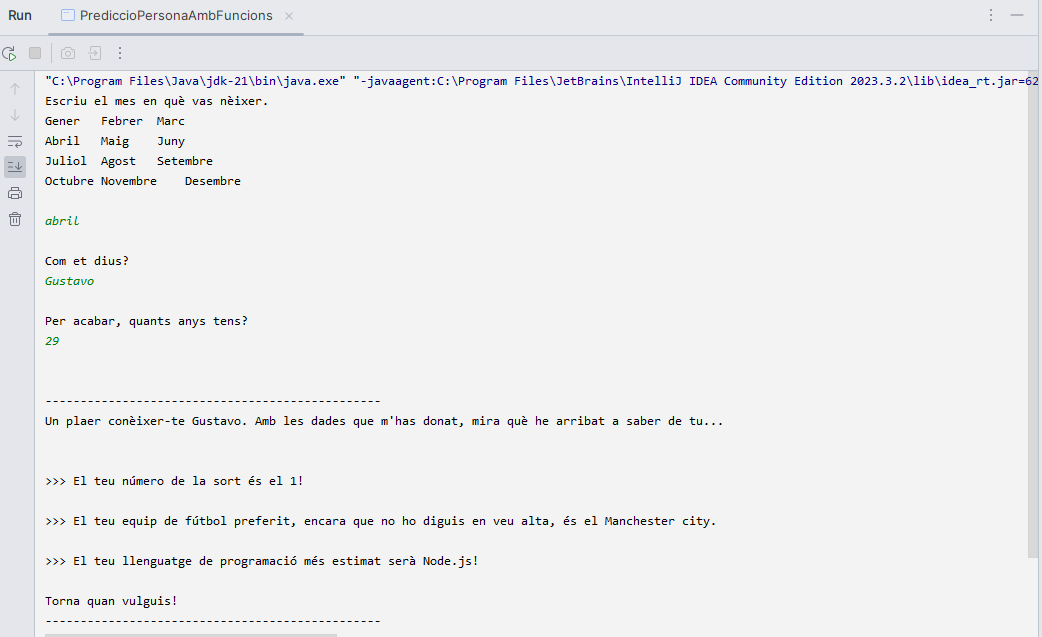 Run PrediccioPersonaAmbFuncions
"C:\Program Files\Java\jdk-21\bin\java.exe" "-javaagent:C:\Program Files\JetBrains\IntelliJ IDEA Community Edition 2023.3.2\lib\idea_rt.jar=62
Escriu el mes en què vas nèixer.
Gener Febrer Marc
Abril Maig Juny
Juliol Agost Setembre
Octubre Novembre Desembre
abril
Com et dius?
Gustavo
Per acabar, quants anys tens?
29
------------------------------------------------
Un plaer conèixer-te Gustavo. Amb les dades que m'has donat, mira què he arribat a saber de tu...
>>> El teu número de la sort és el 1!
>>> El teu equip de fútbol preferit, encara que no ho diguis en veu alta, és el Manchester city.
>>> El teu llenguatge de programació més estimat serà Node.js!
Torna quan vulguis!
------------------------------------------------